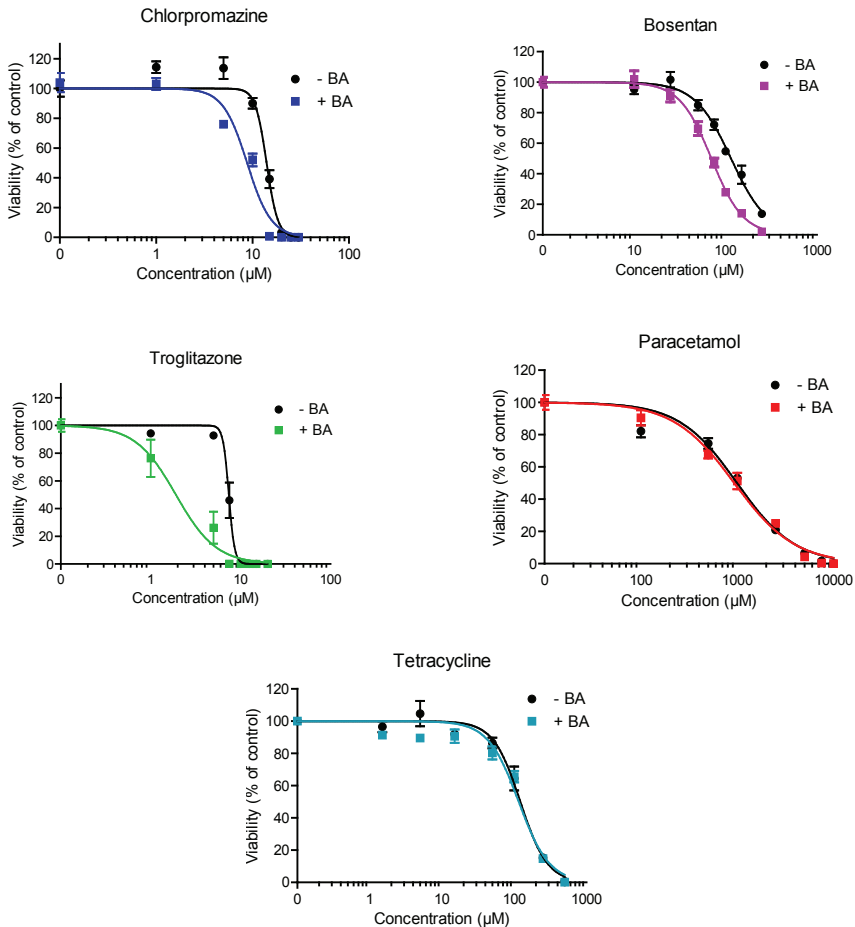 Chlorpromazine
120
100
80
60
40
20
0
0
1
10
100
Viability (% of control)
Concentration (µM)
- BA
+ BA
Bosentan
120
100
80
60
40
20
0
0
10
100
1000
Viability (% of control)
Concentration (µM)
- BA
+ BA
Troglitazone
120
100
80
60
40
20
0
0
1
10
100
Viability (% of control)
Concentration (µM)
- BA
+ BA
Paracetamol
120
100
80
60
40
20
0
0
100
1000
10000
Viability (% of control)
Concentration (µM)
- BA
+ BA
Tetracycline
120
100
80
60
40
20
0
0
1
10
100
1000
Viability (% of control)
Concentration (µM)
- BA
+ BA